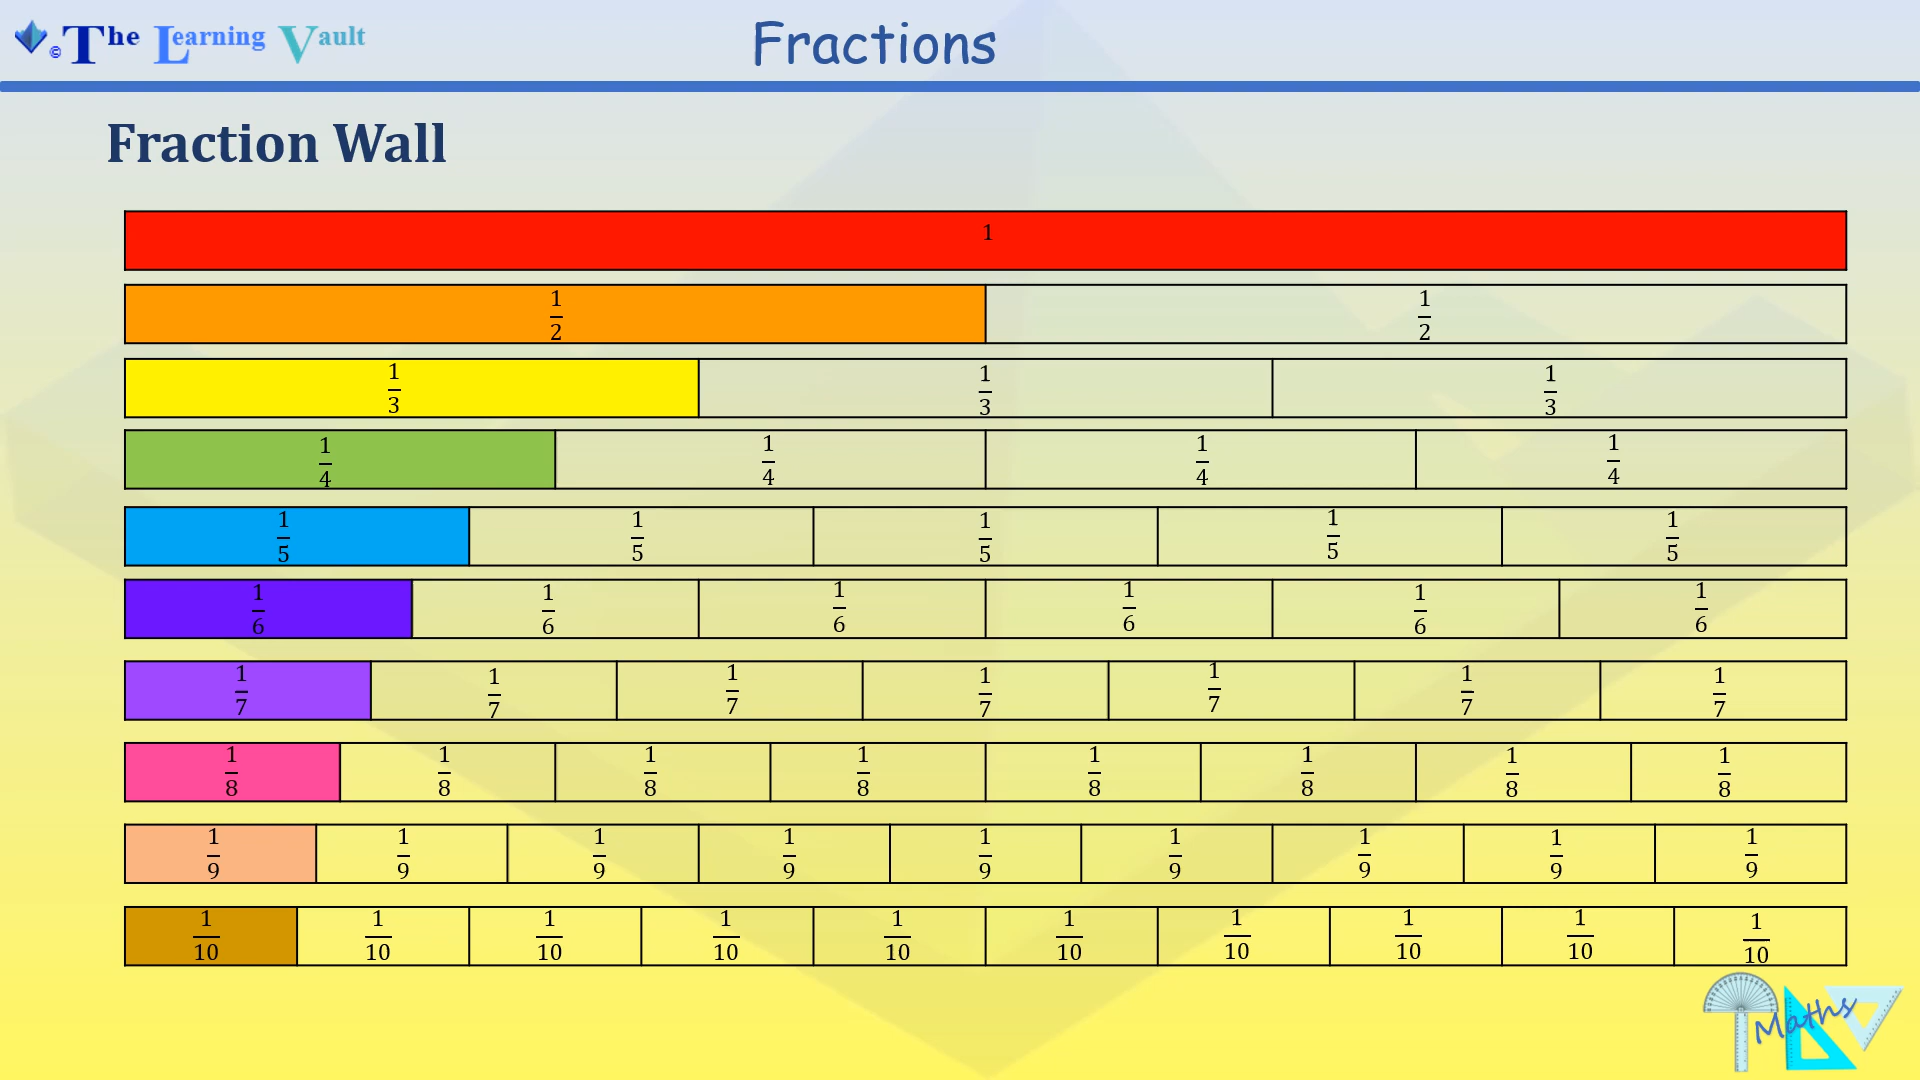 © The Learning Vault
Fractions
Fraction Wall
1
1/2 1/2
1/3 1/3 1/3
1/4 1/4 1/4 1/4
1/5 1/5 1/5 1/5 1/5
1/6 1/6 1/6 1/6 1/6 1/6
1/7 1/7 1/7 1/7 1/7 1/7 1/7
1/8 1/8 1/8 1/8 1/8 1/8 1/8 1/8
1/9 1/9 1/9 1/9 1/9 1/9 1/9 1/9 1/9
1/10 1/10 1/10 1/10 1/10 1/10 1/10 1/10 1/10 1/10
Maths